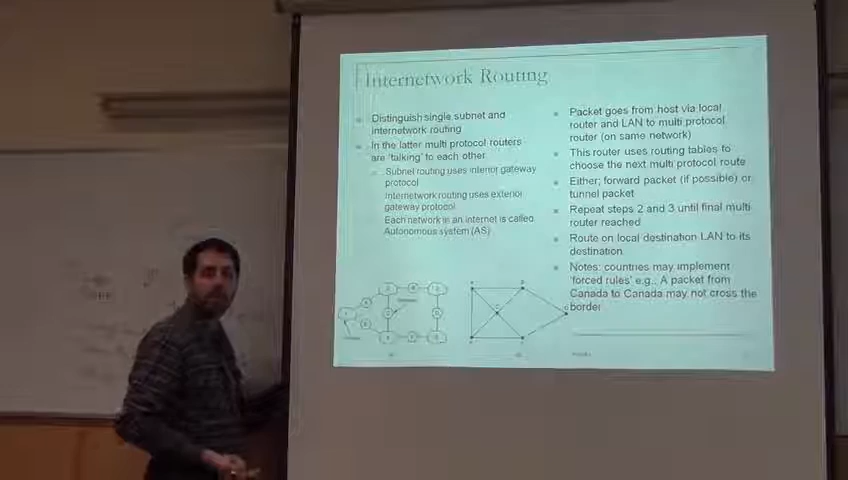 Internetwork Routing
Distinguish single subnet and
internetwork routing
In the latter multi protocol routers
are 'talking' to each other
Subnet routing uses interior gateway
protocol
Internetwork routing uses exterior
gateway protocol
Each network in an internet is called
Autonomous system (AS)
Packet goes from host via local
router and LAN to multi protocol
router (on same network)
This router uses routing tables to
choose the next multi protocol route
Either; forward packet (if possible) or
tunnel packet
Repeat steps 2 and 3 until final multi
router reached
Route on local destination LAN to its
destination
Notes: countries may implement
'forced rules' e.g., A packet from
Canada to Canada may not cross the
border